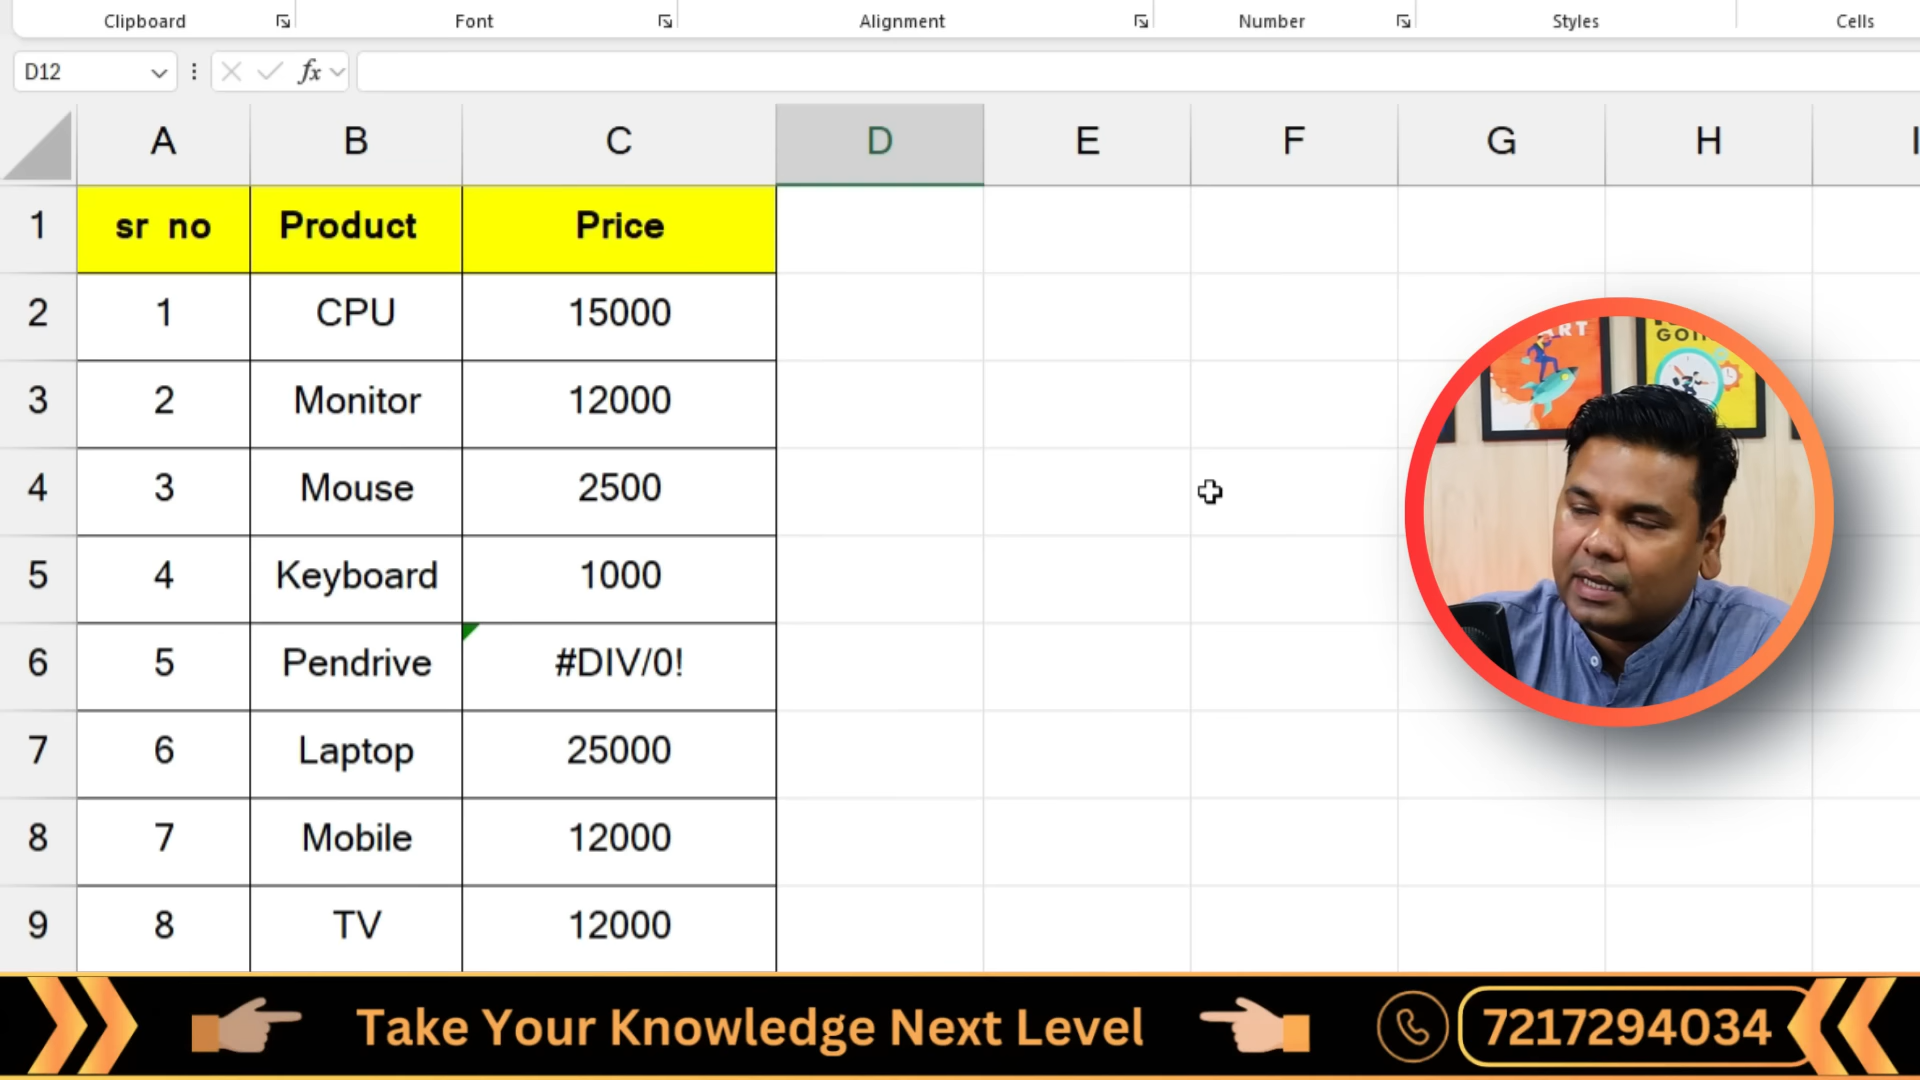 Clipboard Font Alignment Number Styles Cells
D12 fx
A B C D E F G H I
1 sr no Product Price
2 1 CPU 15000
3 2 Monitor 12000
4 3 Mouse 2500
5 4 Keyboard 1000
6 5 Pendrive #DIV/0!
7 6 Laptop 25000
8 7 Mobile 12000
9 8 TV 12000
Take Your Knowledge Next Level 7217294034